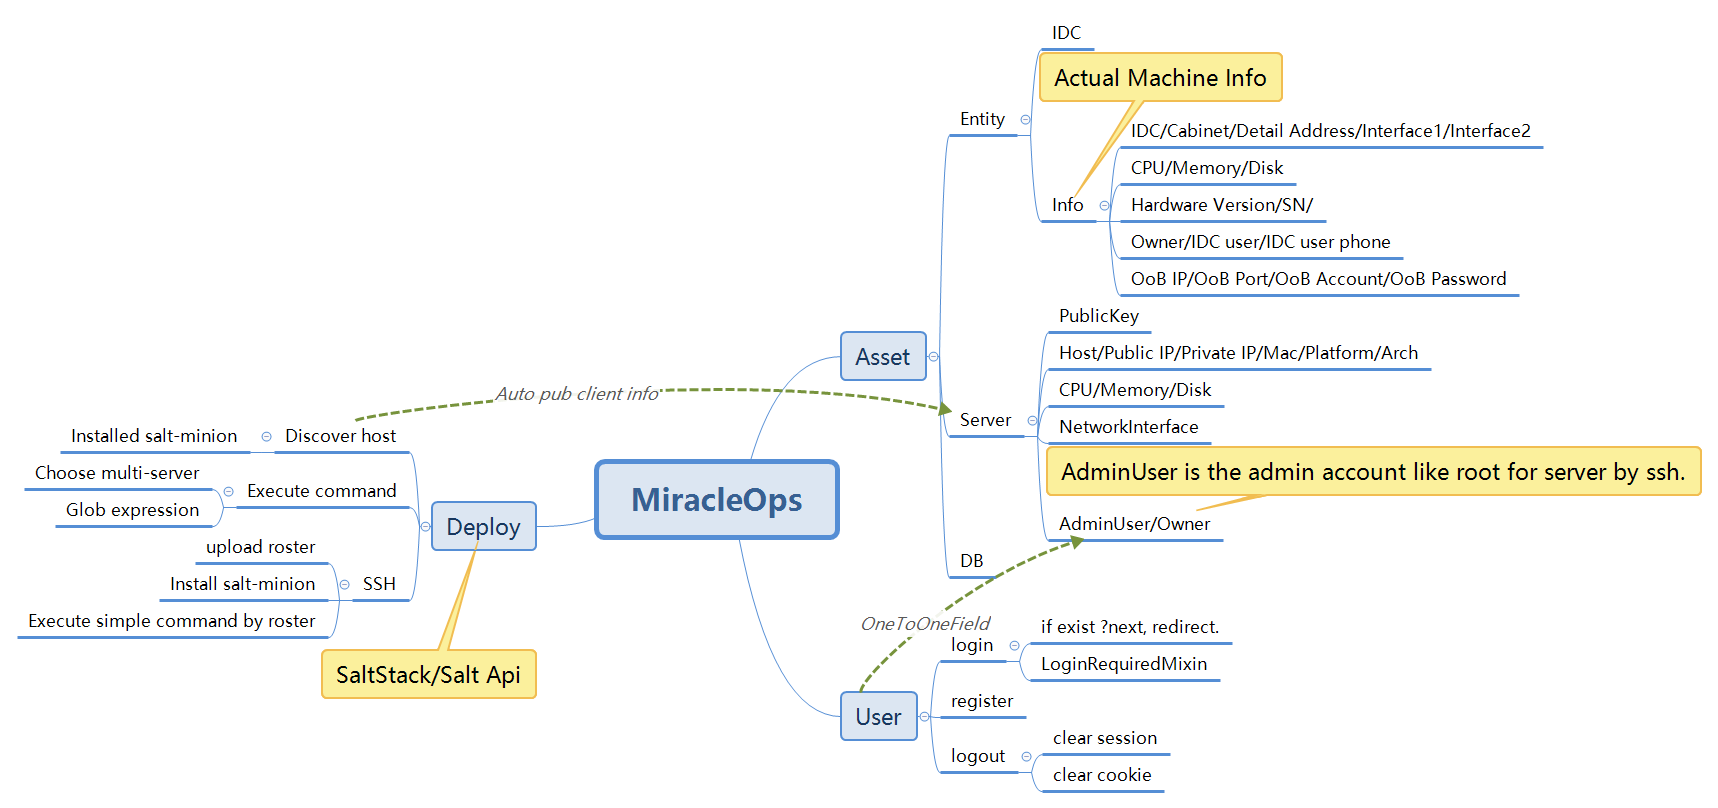 MiracleOps
Asset
Entity
IDC
Actual Machine Info
Info
IDC/Cabinet/Detail Address/Interface1/Interface2
CPU/Memory/Disk
Hardware Version/SN/
Owner/IDC user/IDC user phone
OoB IP/OoB Port/OoB Account/OoB Password
Server
PublicKey
Host/Public IP/Private IP/Mac/Platform/Arch
CPU/Memory/Disk
NetworkInterface
AdminUser is the admin account like root for server by ssh.
AdminUser/Owner
DB
User
OneToOneField
login
if exist ?next, redirect.
LoginRequiredMixin
register
logout
clear session
clear cookie
Deploy
Auto pub client info
Discover host
Installed salt-minion
Execute command
Choose multi-server
Glob expression
SSH
upload roster
Install salt-minion
Execute simple command by roster
SaltStack/Salt Api